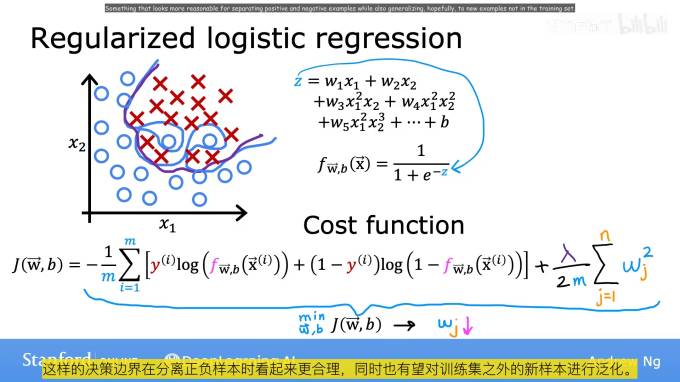 Something that looks more reasonable for separating positive and negative examples while also generalizing, hopefully, to new examples not in the training set.
bilibili
Regularized logistic regression
z = w₁x₁ + w₂x₂
+w₃x₁²x₂ + w₄x₁²x₂²
+w₅x₁²x₂³ + ⋯ + b
x₂
f_{w⃗,b}(x⃗) = 1 / (1 + e^{-z})
x₁
Cost function
J(w⃗, b) = −1/m ∑_{i=1}^{m} [y⁽ⁱ⁾log(f_{w⃗,b}(x⃗⁽ⁱ⁾)) + (1 − y⁽ⁱ⁾)log(1 − f_{w⃗,b}(x⃗⁽ⁱ⁾))] + λ/2m ∑_{j=1}^{n} w_j²
min_{w⃗,b} J(w⃗, b) → w_j ↓
Stanford
这样的决策边界在分离正负样本时看起来更合理，同时也有望对训练集之外的新样本进行泛化。